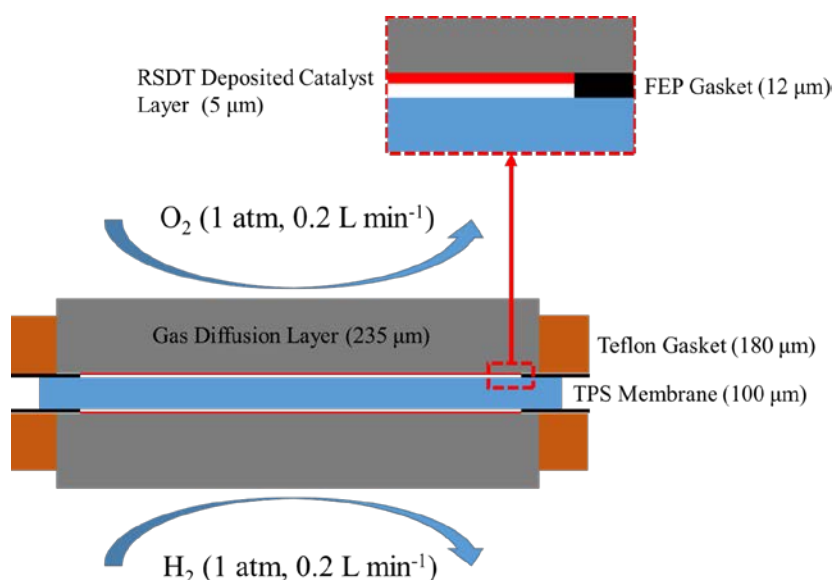 RSDT Deposited Catalyst
Layer (5 μm)
FEP Gasket (12 μm)
O₂ (1 atm, 0.2 L min⁻¹)
Gas Diffusion Layer (235 μm)
Teflon Gasket (180 μm)
TPS Membrane (100 μm)
H₂ (1 atm, 0.2 L min⁻¹)